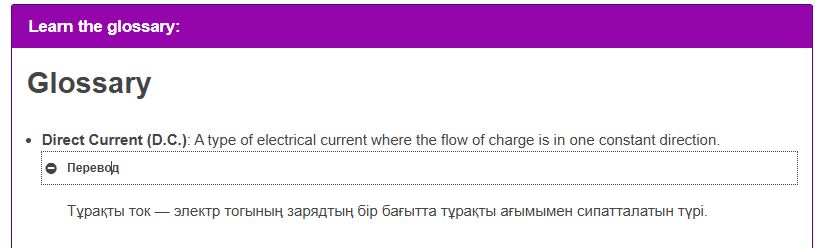 Learn the glossary:
Glossary
Direct Current (D.C.): A type of electrical current where the flow of charge is in one constant direction.
Перевод
Тұрақты ток — электр тогының зарядтың бір бағытта тұрақты ағымымен сипатталатын түрі.